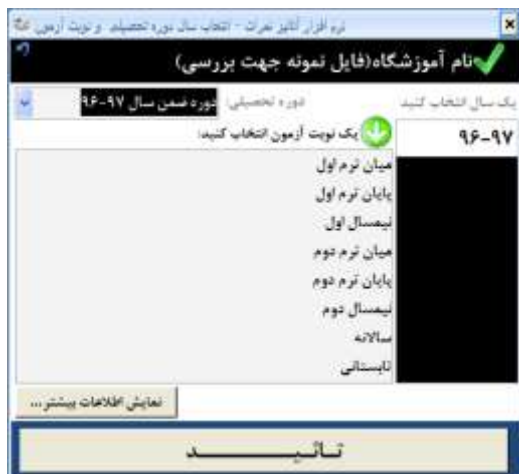 نرم افزار آنالیز نمرات - انتخاب سال دوره تحصیلی و نوبت آزمون
نام آموزشگاه(فایل نمونه جهت بررسی)
یک سال انتخاب کنید
دوره تحصیلی:
دوره ضمن سال ۹۷-۹۶
۹۶-۹۷
یک نوبت آزمون انتخاب کنید:
میان ترم اول
پایان ترم اول
نیمسال اول
میان ترم دوم
پایان ترم دوم
نیمسال دوم
سالانه
تابستانی
نمایش اطلاعات بیشتر...
تائیــــــــد